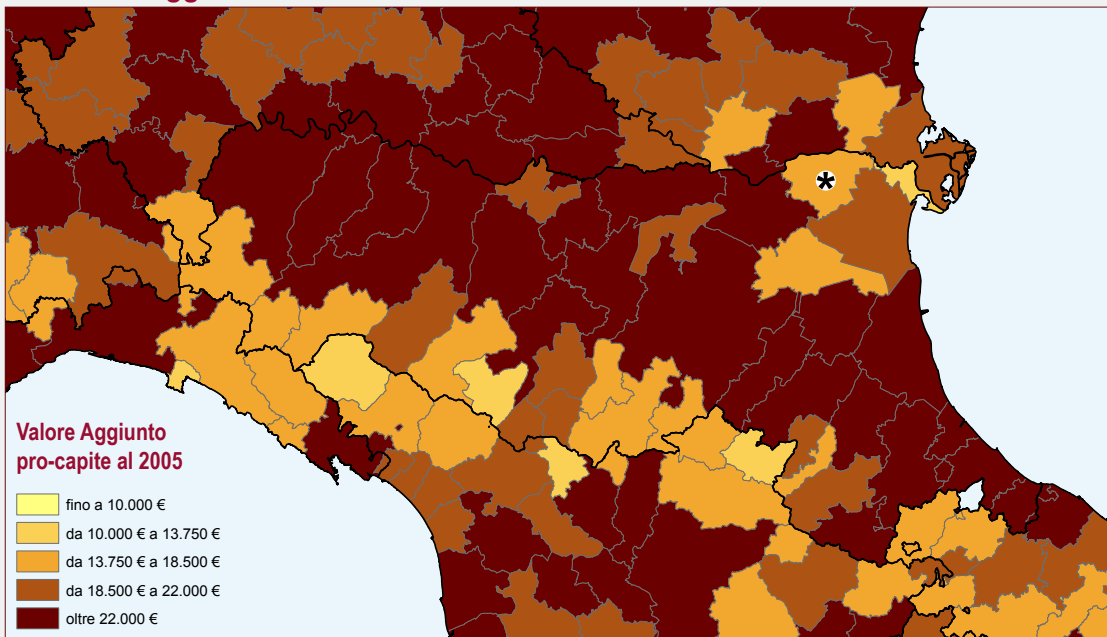 Valore Aggiunto
pro-capite al 2005
fino a 10.000 €
da 10.000 € a 13.750 €
da 13.750 € a 18.500 €
da 18.500 € a 22.000 €
oltre 22.000 €
*